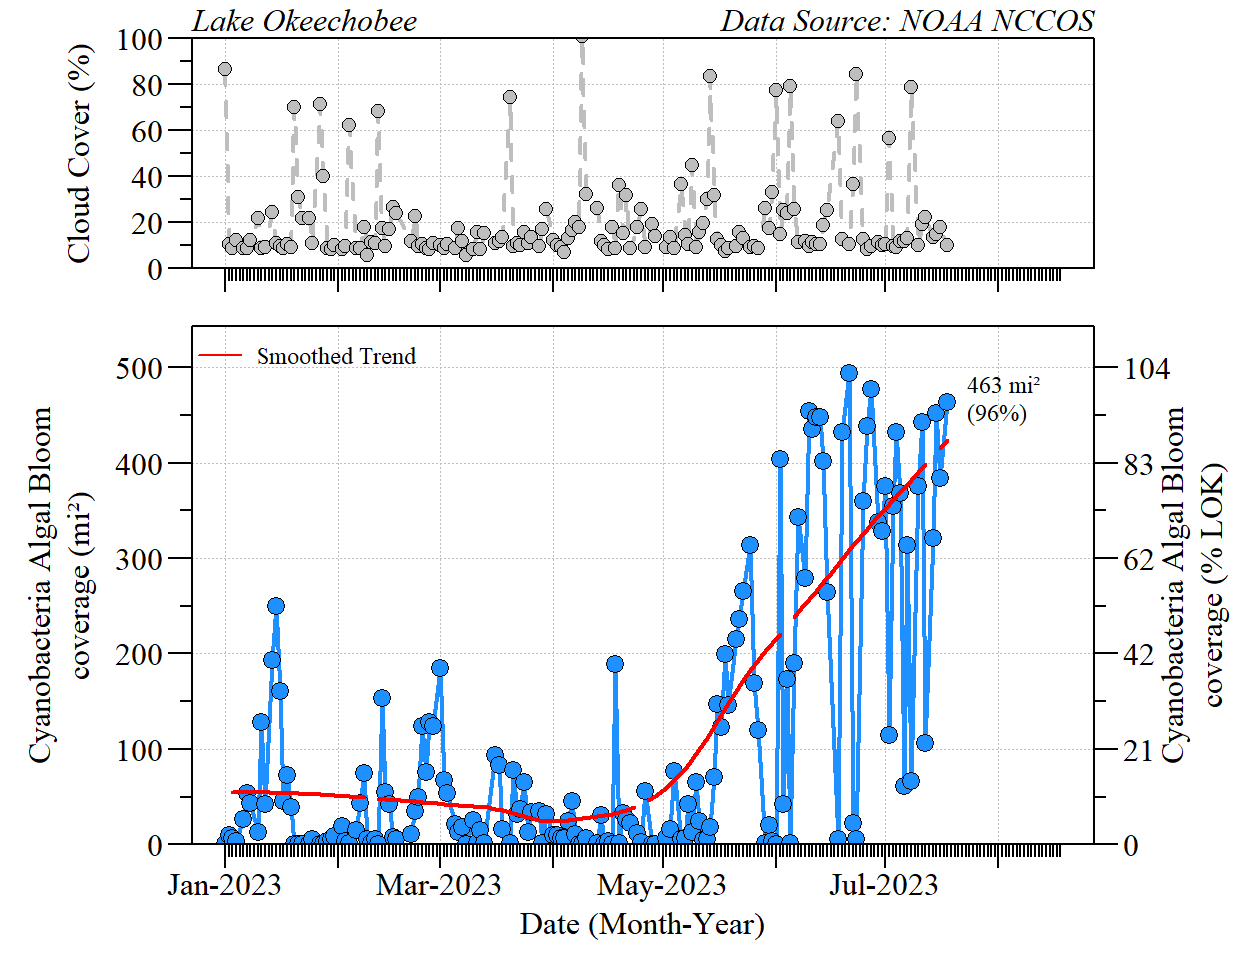 Lake Okeechobee
Data Source: NOAA NCCOS
Cloud Cover (%)
100
80
60
40
20
0
Smoothed Trend
Cyanobacteria Algal Bloom
coverage (mi²)
500
400
300
200
100
0
463 mi²
(96%)
104
83
62
42
21
0
Cyanobacteria Algal Bloom
coverage (% LOK)
Jan-2023
Mar-2023
May-2023
Jul-2023
Date (Month-Year)